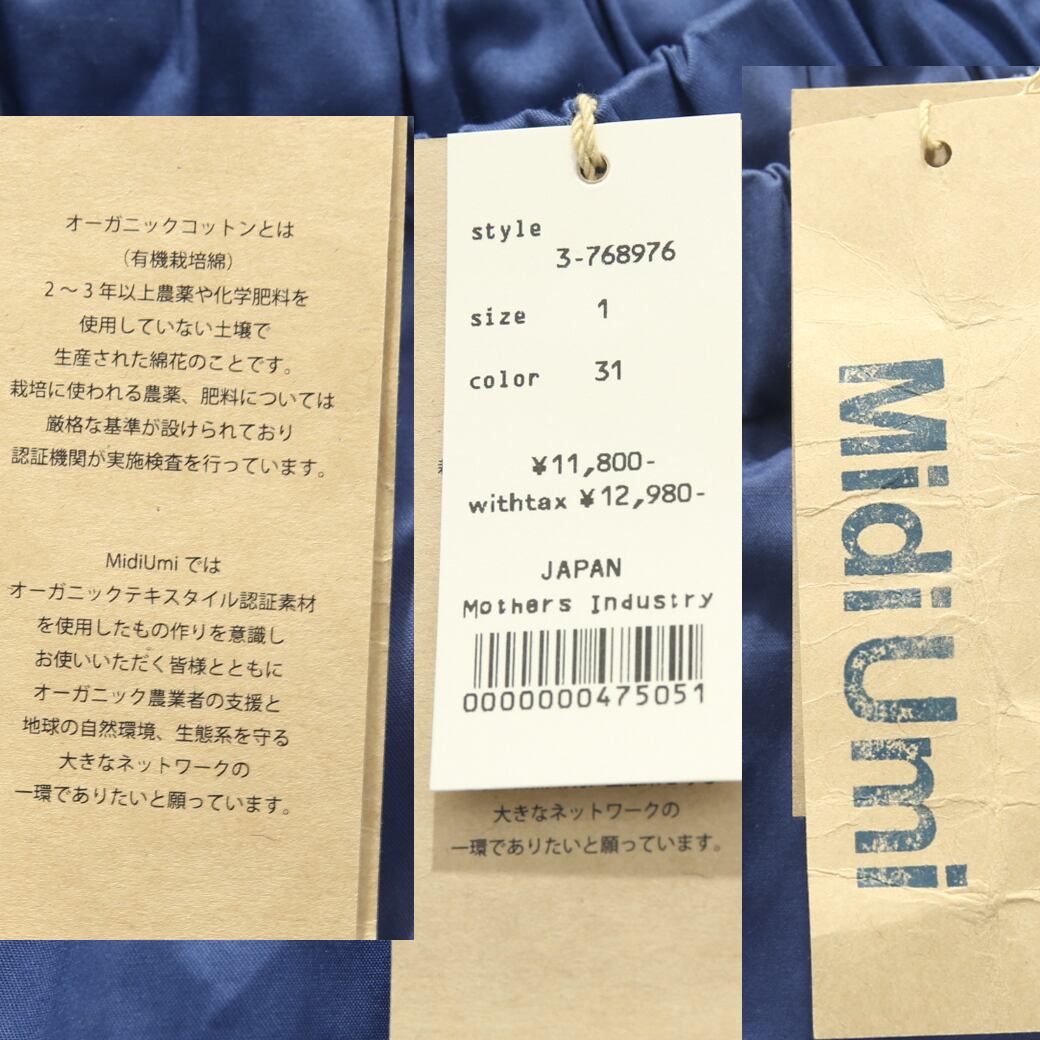 オーガニックコットンとは
（有機栽培綿）
2〜3年以上農薬や化学肥料を
使用していない土壌で
生産された綿花のことです。
栽培に使われる農薬、肥料については
厳格な基準が設けられており
認証機関が実施検査を行っています。
MidiUmiでは
オーガニックテキスタイル認証素材
を使用したもの作りを意識し
お使いいただく皆様とともに
オーガニック農業者の支援と
地球の自然環境、生態系を守る
大きなネットワークの
一環でありたいと願っています。
style
3-768976
size 1
color 31
¥11,800-
withtax ¥12,980-
JAPAN
Mothers Industry
0000000475051
大きなネットワークの
一環でありたいと願っています。
MidiUmi